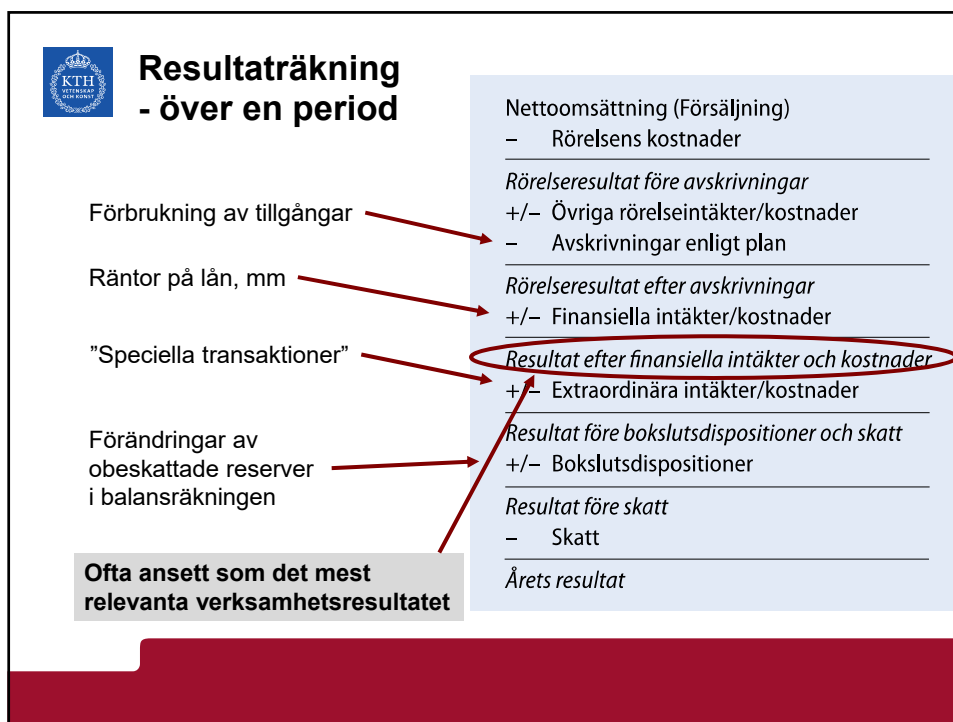 KTH
VETENSKAP
OCH KONST
Resultaträkning
- över en period
Förbrukning av tillgångar
Räntor på lån, mm
”Speciella transaktioner”
Förändringar av
obeskattade reserver
i balansräkningen
Ofta ansett som det mest
relevanta verksamhetsresultatet
Nettoomsättning (Försäljning)
– Rörelsens kostnader
Rörelseresultat före avskrivningar
+/– Övriga rörelseintäkter/kostnader
– Avskrivningar enligt plan
Rörelseresultat efter avskrivningar
+/– Finansiella intäkter/kostnader
Resultat efter finansiella intäkter och kostnader
+/– Extraordinära intäkter/kostnader
Resultat före bokslutsdispositioner och skatt
+/– Bokslutsdispositioner
Resultat före skatt
– Skatt
Årets resultat